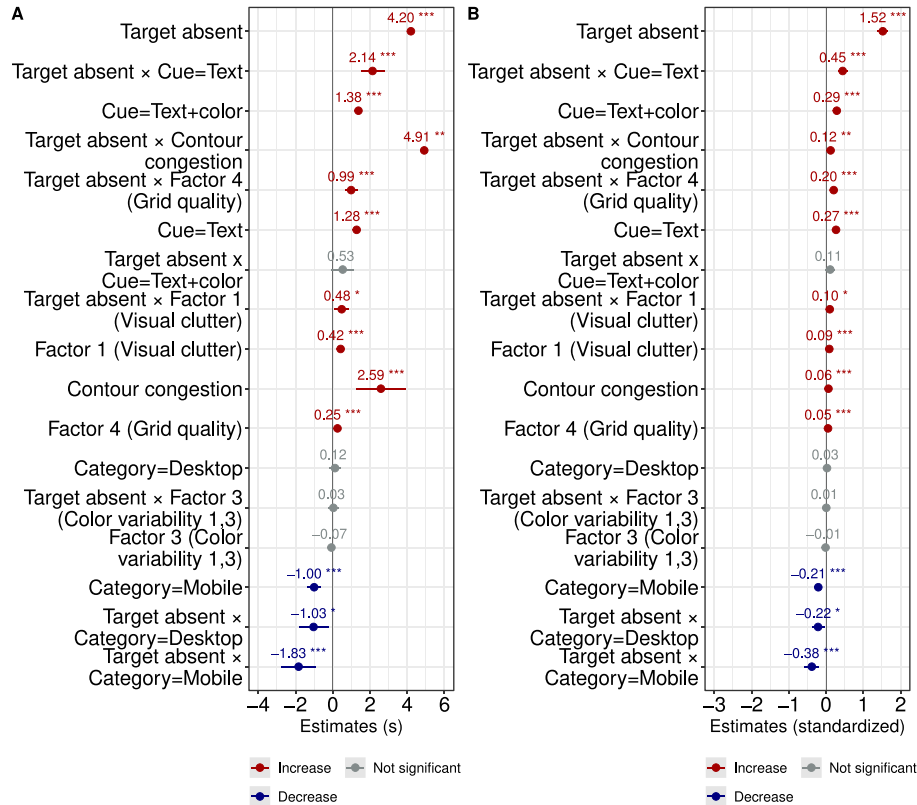 A
Target absent
4.20 ***
Target absent × Cue=Text
2.14 ***
Cue=Text+color
1.38 ***
Target absent × Contour
congestion
4.91 **
Target absent × Factor 4
(Grid quality)
0.99 ***
Cue=Text
1.28 ***
Target absent x
Cue=Text+color
0.53
Target absent × Factor 1
(Visual clutter)
0.48 *
Factor 1 (Visual clutter)
0.42 ***
Contour congestion
2.59 ***
Factor 4 (Grid quality)
0.25 ***
Category=Desktop
0.12
Target absent × Factor 3
(Color variability 1,3)
0.03
Factor 3 (Color
variability 1,3)
−0.07
Category=Mobile
−1.00 ***
Target absent ×
Category=Desktop
−1.03 *
Target absent ×
Category=Mobile
−1.83 ***
−4 −2 0 2 4 6
Estimates (s)
Increase Not significant
Decrease
B
Target absent
1.52 ***
Target absent × Cue=Text
0.45 ***
Cue=Text+color
0.29 ***
Target absent × Contour
congestion
0.12 **
Target absent × Factor 4
(Grid quality)
0.20 ***
Cue=Text
0.27 ***
Target absent x
Cue=Text+color
0.11
Target absent × Factor 1
(Visual clutter)
0.10 *
Factor 1 (Visual clutter)
0.09 ***
Contour congestion
0.06 ***
Factor 4 (Grid quality)
0.05 ***
Category=Desktop
0.03
Target absent × Factor 3
(Color variability 1,3)
0.01
Factor 3 (Color
variability 1,3)
−0.01
Category=Mobile
−0.21 ***
Target absent ×
Category=Desktop
−0.22 *
Target absent ×
Category=Mobile
−0.38 ***
−3 −2 −1 0 1 2
Estimates (standardized)
Increase Not significant
Decrease